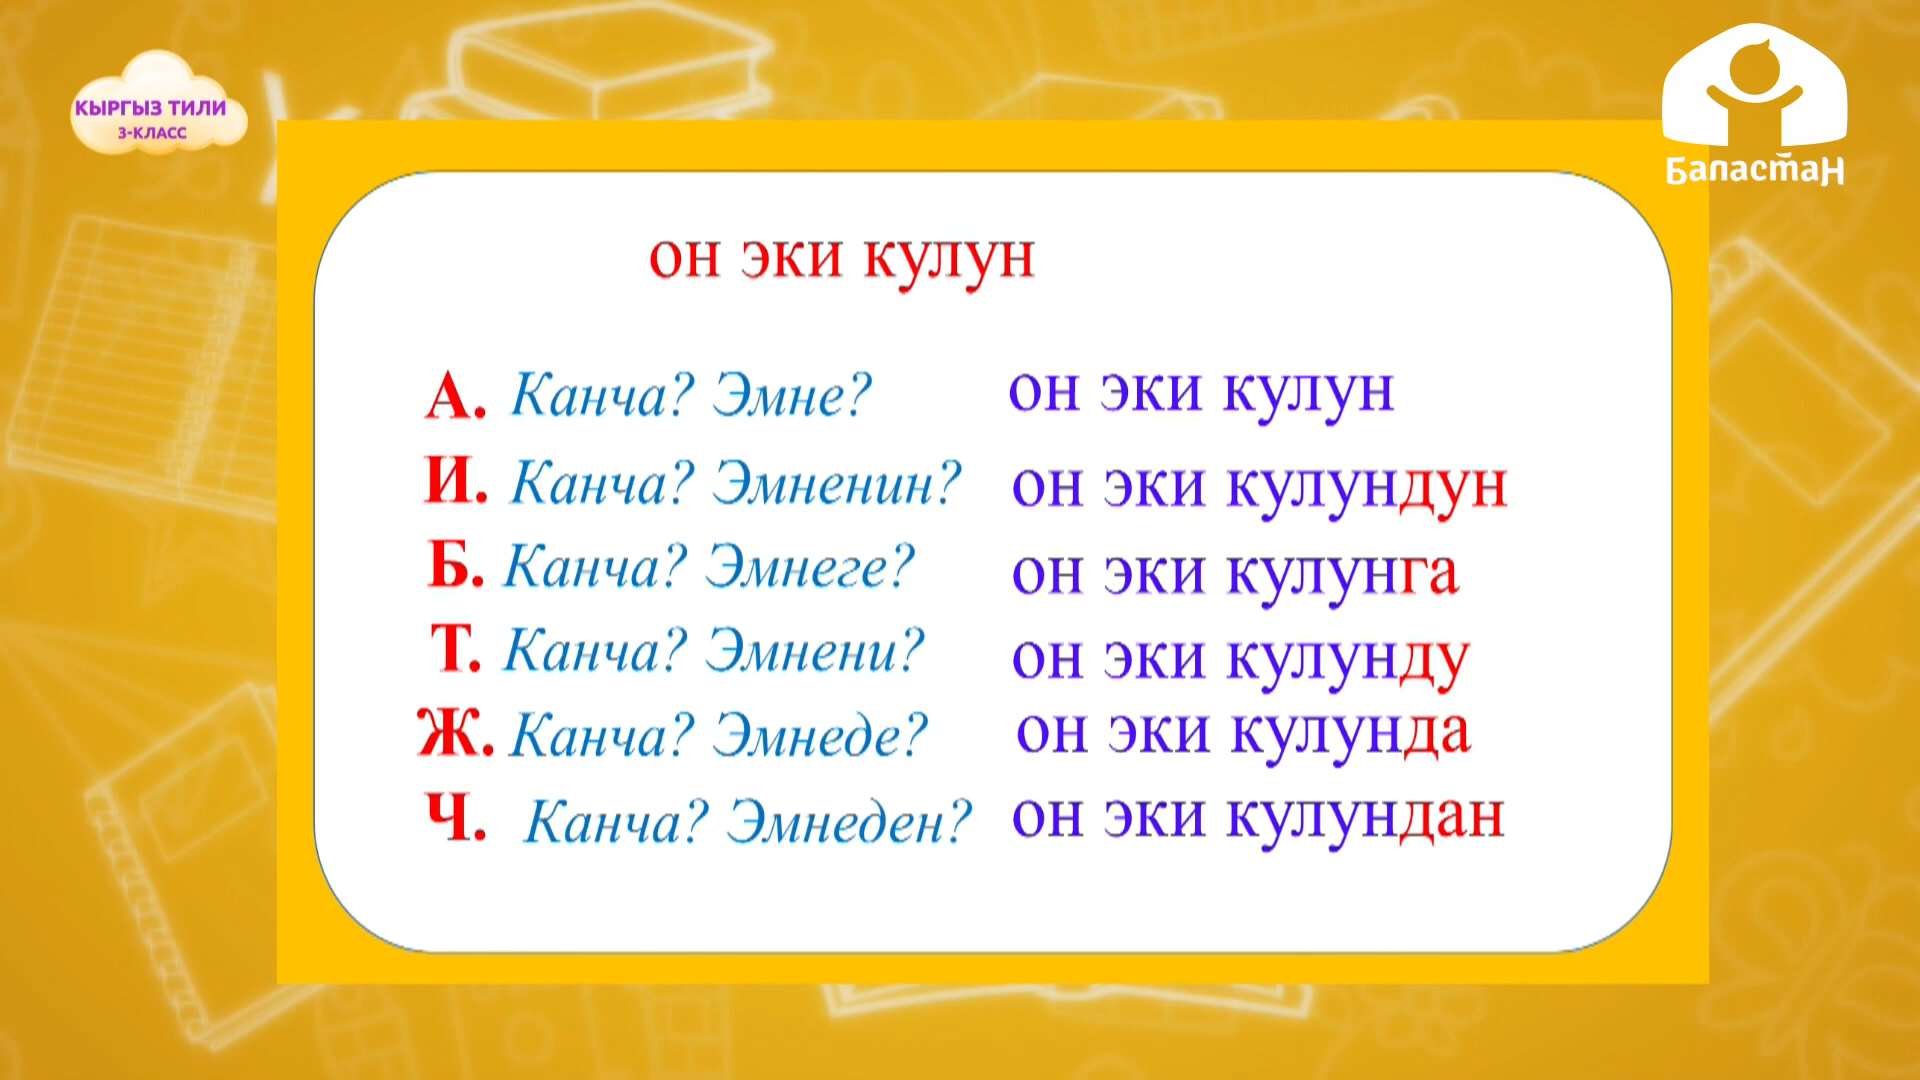 КЫРГЫЗ ТИЛИ
3-КЛАСС
Баластан
он эки кулун
А. Канча? Эмне? он эки кулун
И. Канча? Эмненин? он эки кулундун
Б. Канча? Эмнеге? он эки кулунга
Т. Канча? Эмнени? он эки кулунду
Ж. Канча? Эмнеде? он эки кулунда
Ч. Канча? Эмнеден? он эки кулундан